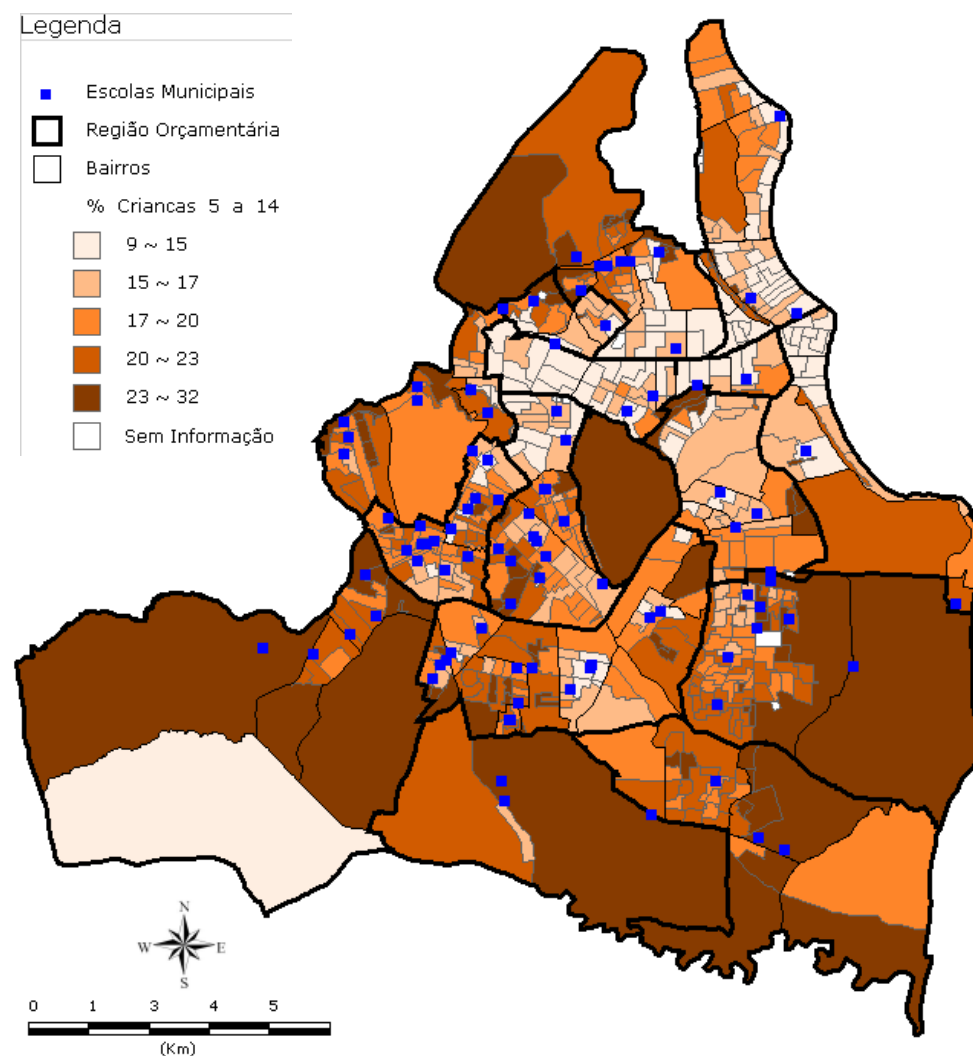 Legenda
Escolas Municipais
Região Orçamentária
Bairros
% Criancas 5 a 14
9 ~ 15
15 ~ 17
17 ~ 20
20 ~ 23
23 ~ 32
Sem Informação
N
W E
S
0 1 2 3 4 5
(Km)